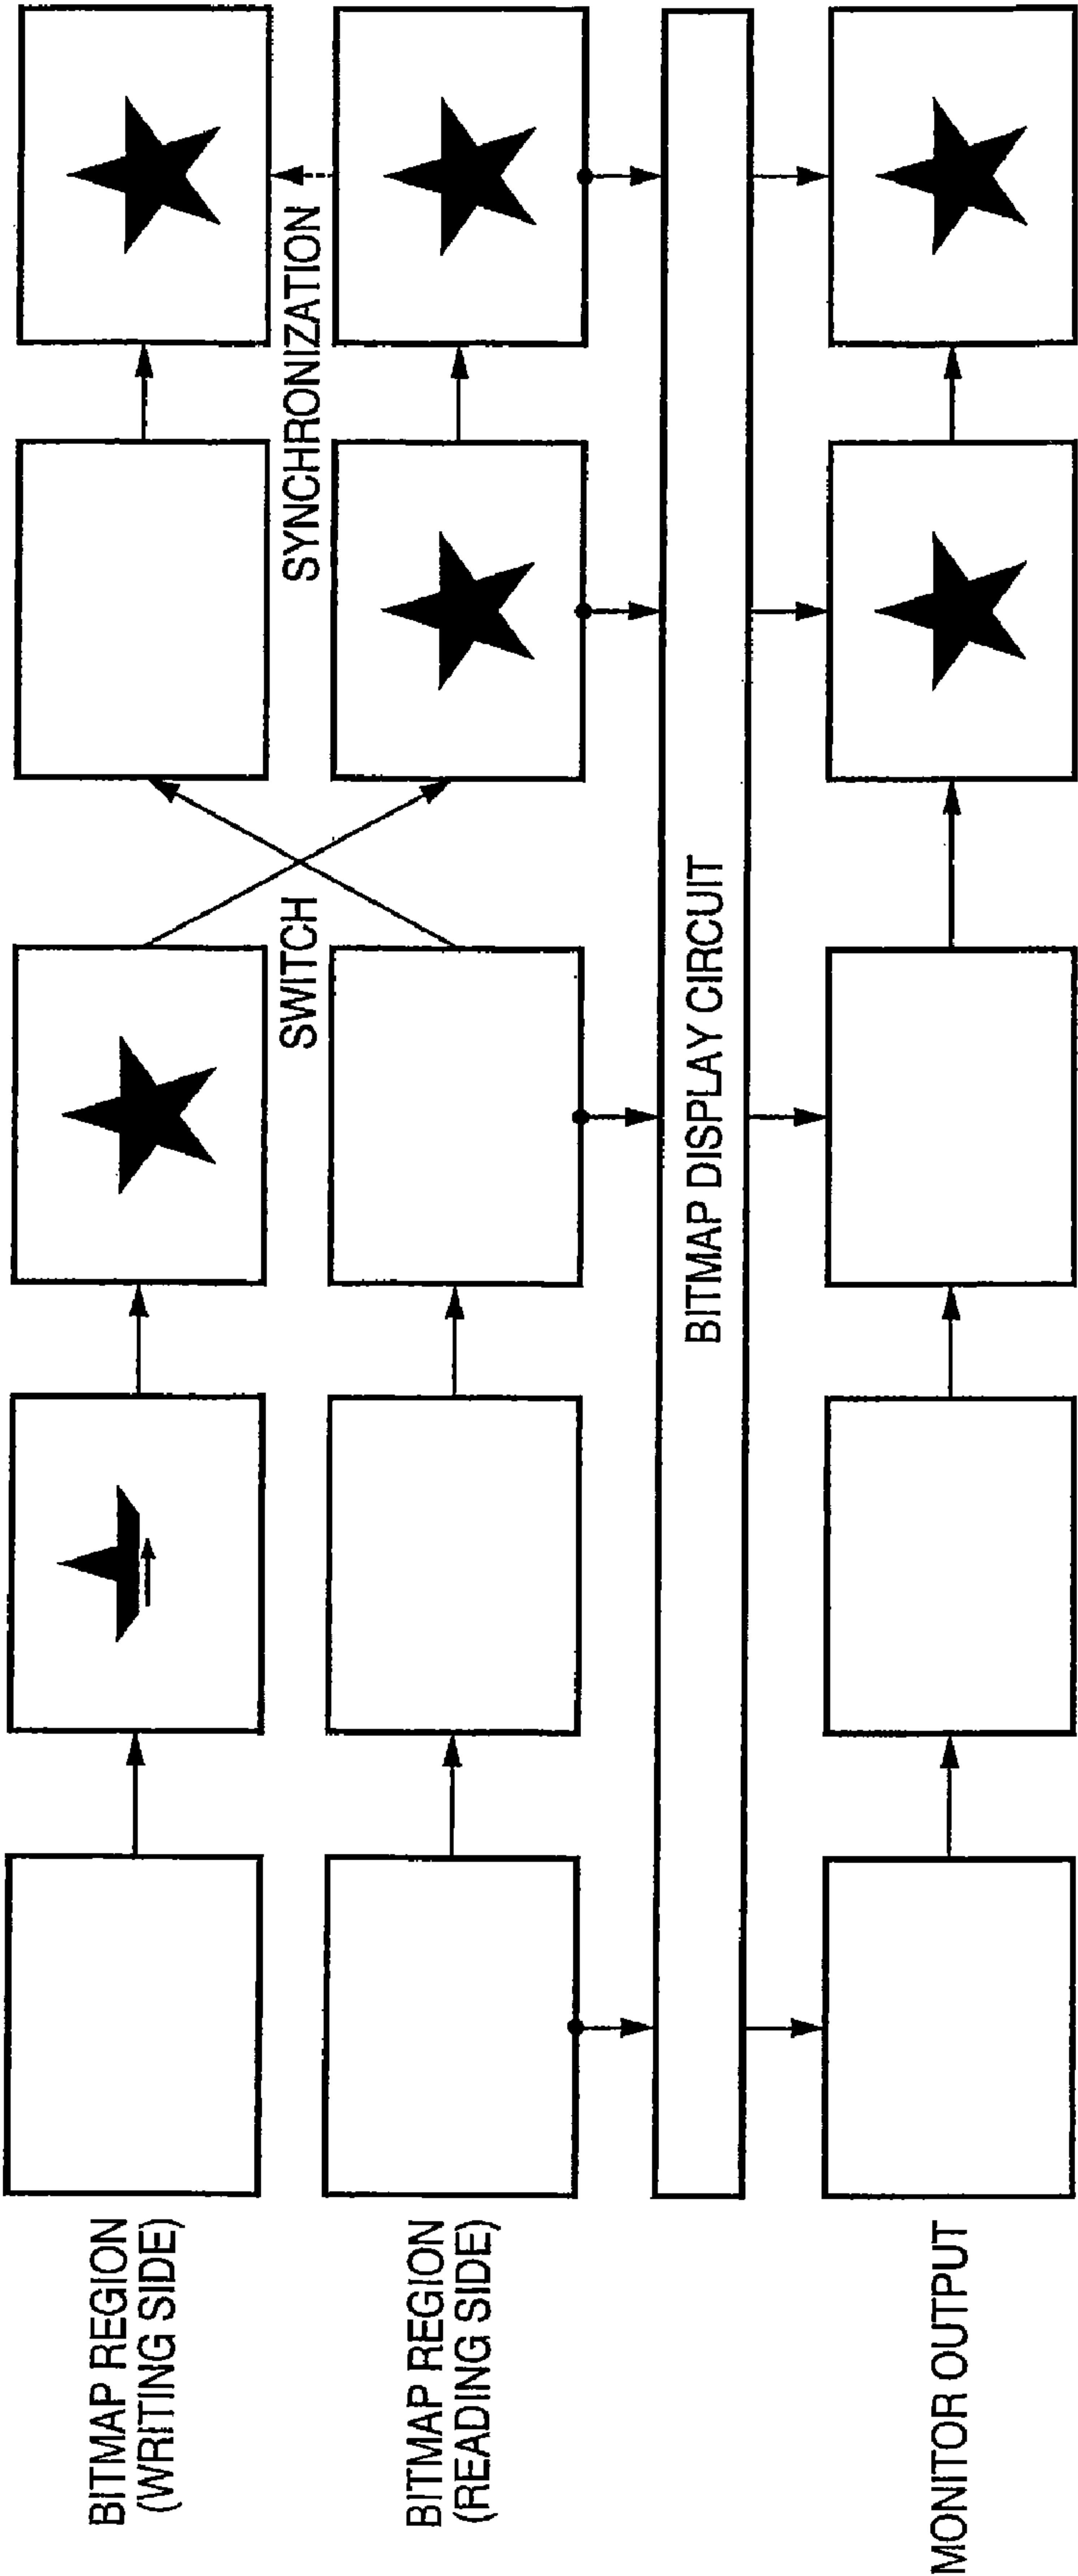 BITMAP REGION
(WRITING SIDE)
SWITCH
SYNCHRONIZATION
BITMAP REGION
(READING SIDE)
BITMAP DISPLAY CIRCUIT
MONITOR OUTPUT